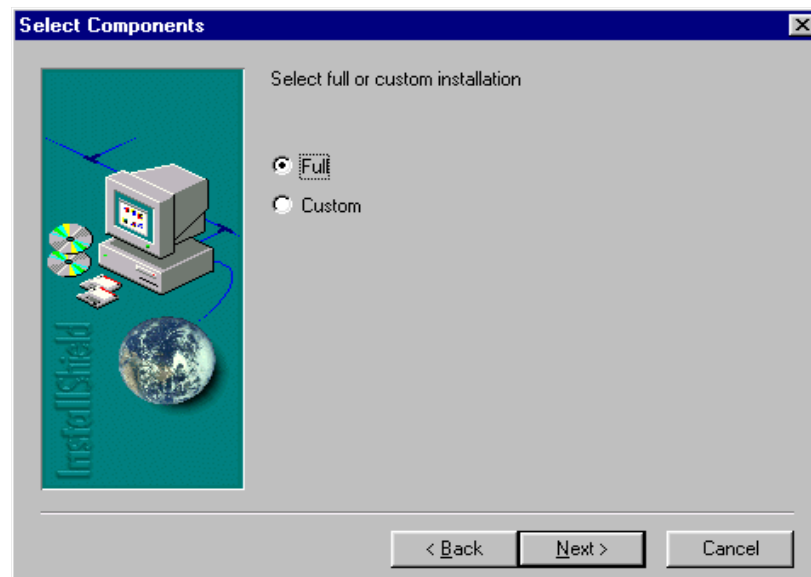 Select Components
Select full or custom installation
Full
Custom
InstallShield
< Back
Next >
Cancel